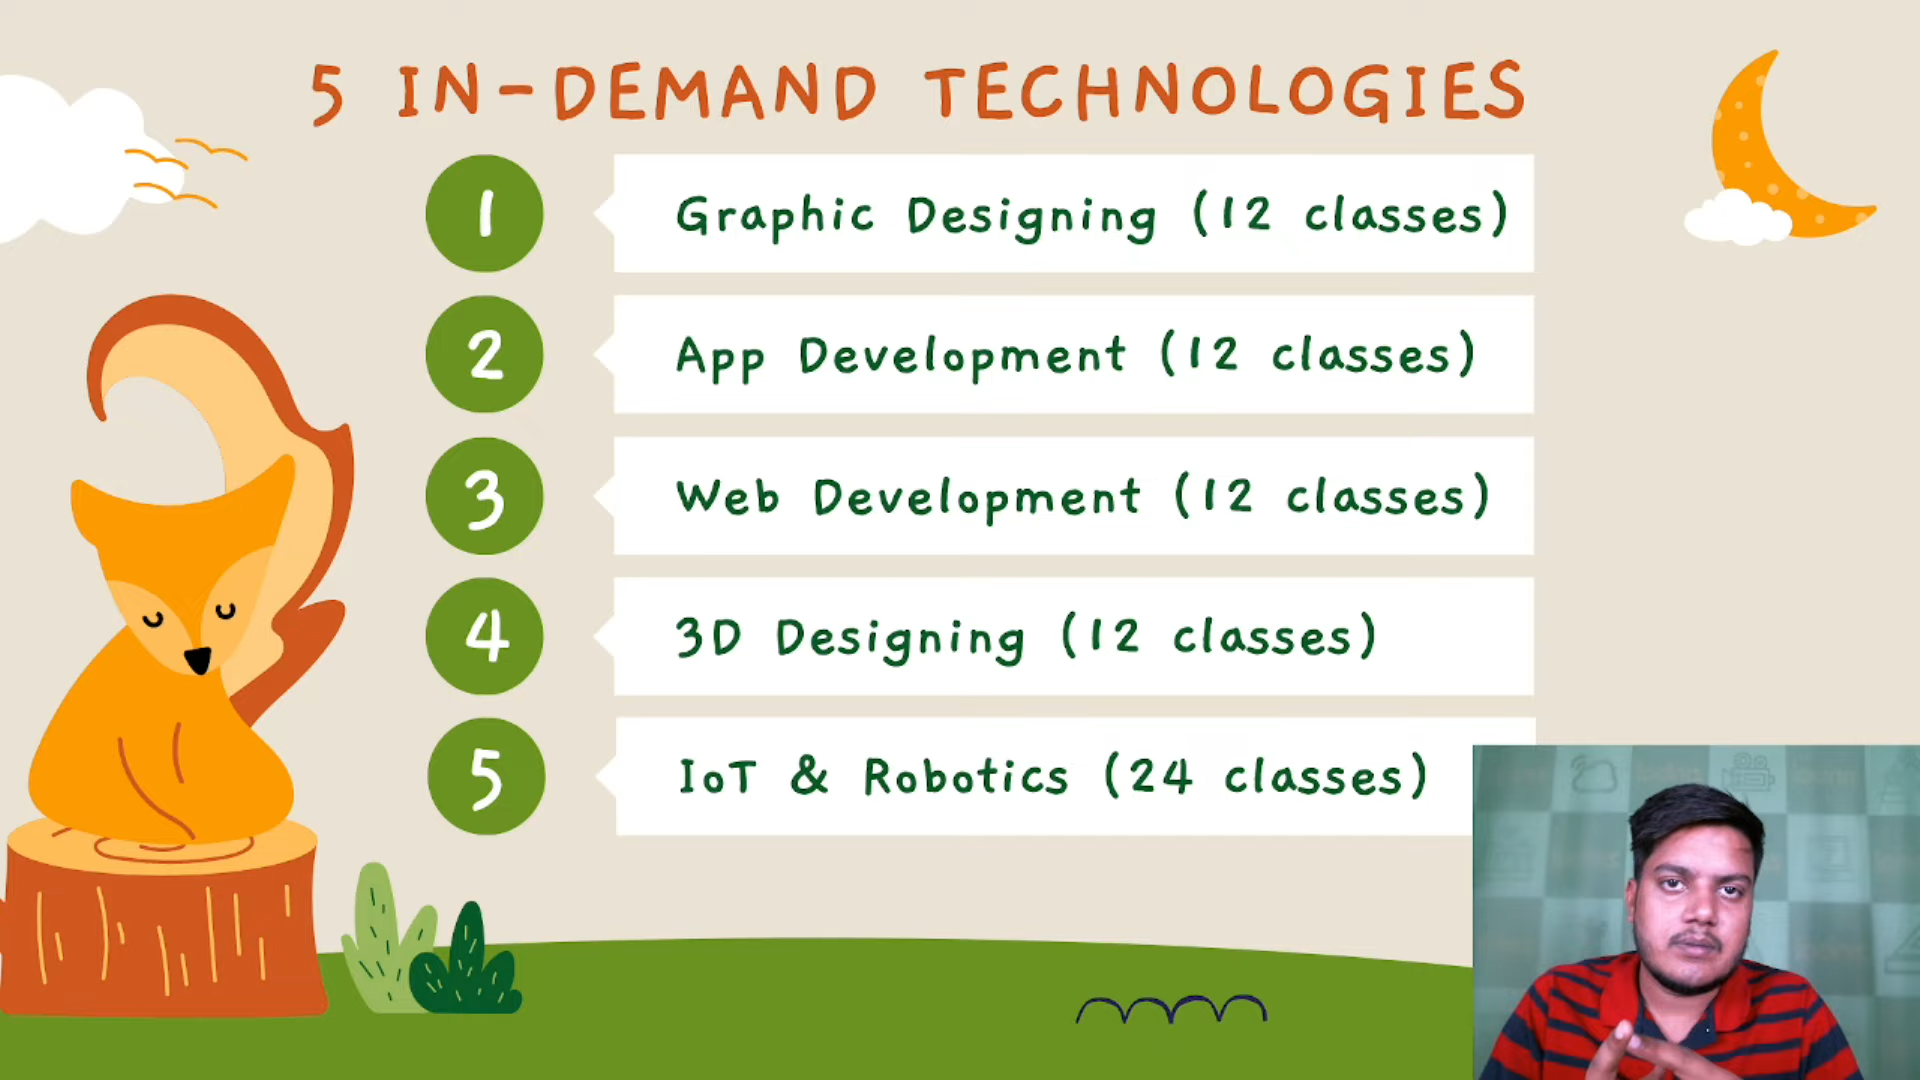 5 IN-DEMAND TECHNOLOGIES
1
Graphic Designing (12 classes)
2
App Development (12 classes)
3
Web Development (12 classes)
4
3D Designing (12 classes)
5
IoT & Robotics (24 classes)